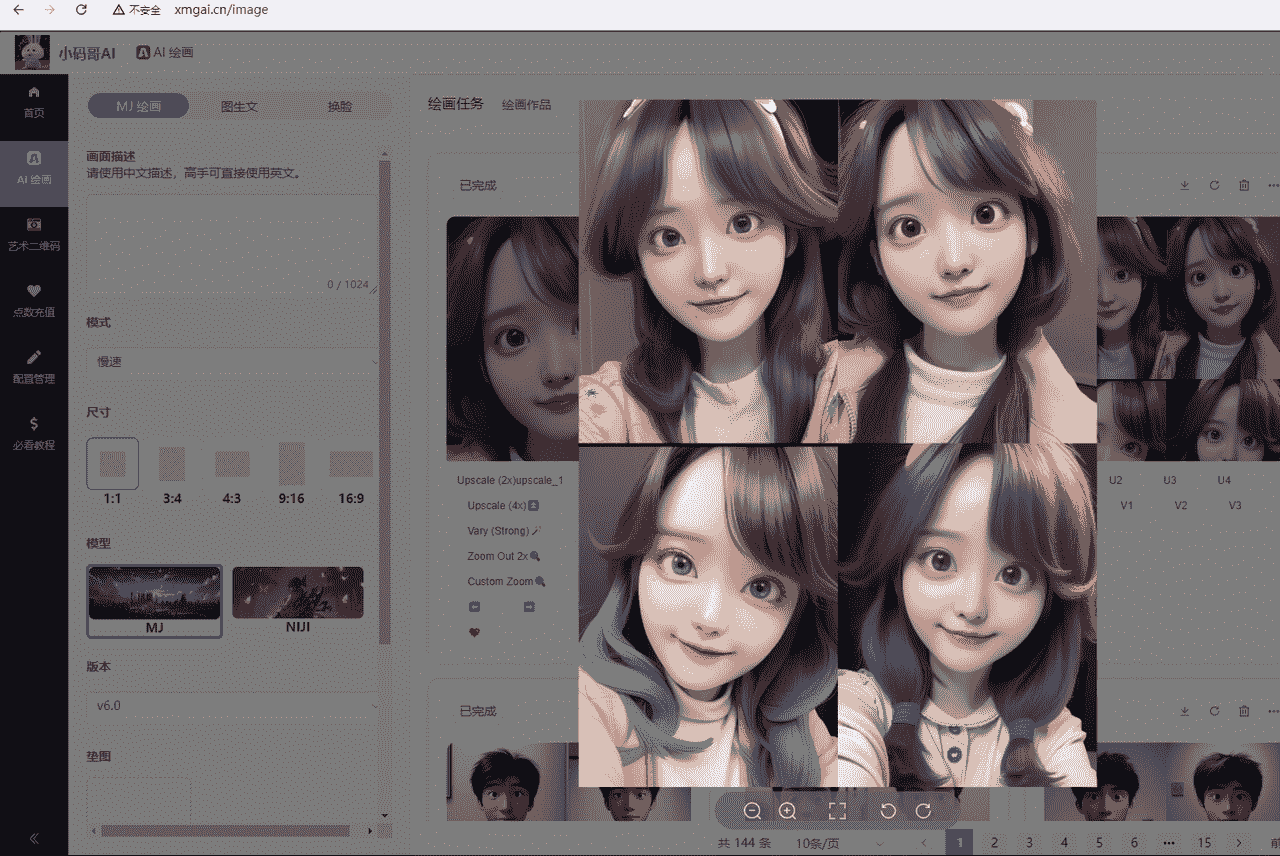 不安全 xmgai.cn/image
小码哥AI AI 绘画
首页
AI 绘画
艺术二维码
点数充值
配置管理
必看教程
MJ 绘画 图生文 换脸
画面描述
请使用中文描述，高手可直接使用英文。
0 / 1024
模式
慢速
尺寸
1:1 3:4 4:3 9:16 16:9
模型
MJ NIJI
版本
v6.0
垫图
绘画任务 绘画作品
已完成
Upscale (2x)upscale_1
Upscale (4x)
Vary (Strong)
Zoom Out 2x
Custom Zoom
U2 U3 U4
V1 V2 V3
已完成
共 144 条 10条/页 1 2 3 4 5 6 ••• 15 前